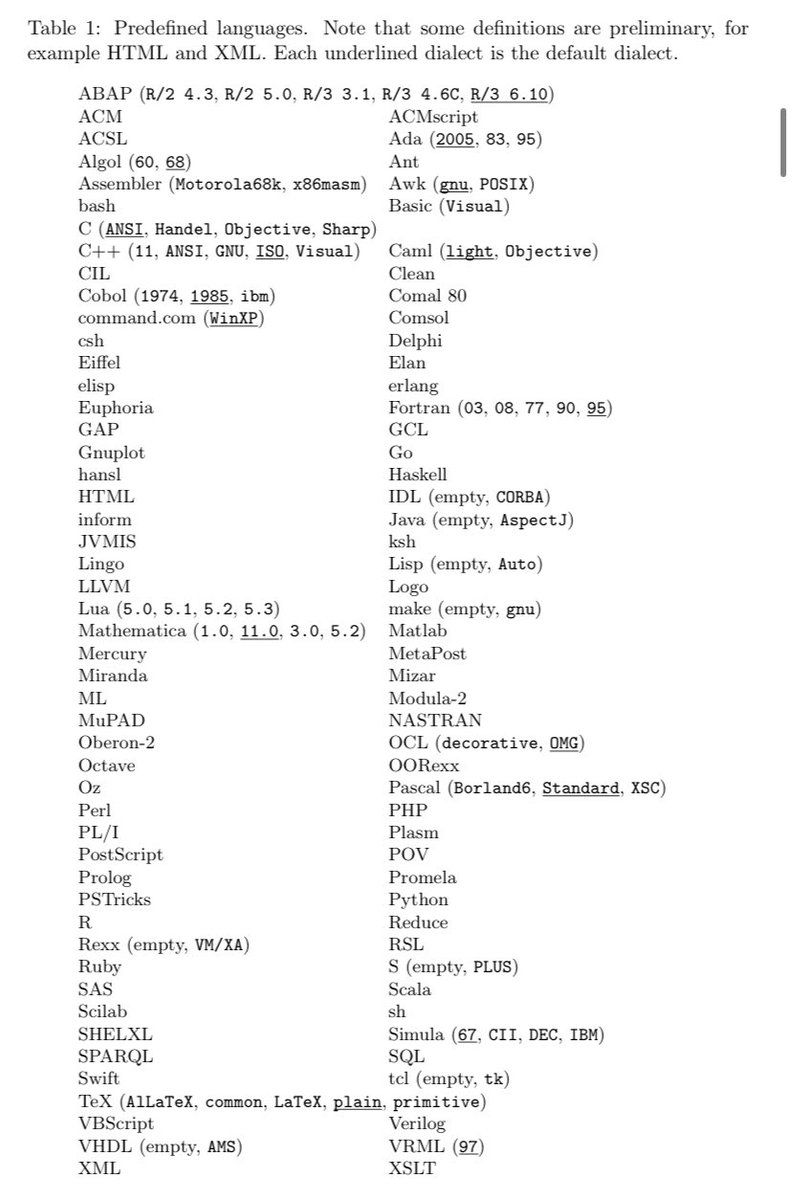 Table 1: Predefined languages. Note that some definitions are preliminary, for
example HTML and XML. Each underlined dialect is the default dialect.
ABAP (R/2 4.3, R/2 5.0, R/3 3.1, R/3 4.6C, R/3 6.10)
ACM ACMscript
ACSL Ada (2005, 83, 95)
Algol (60, 68) Ant
Assembler (Motorola68k, x86masm) Awk (gnu, POSIX)
bash Basic (Visual)
C (ANSI, Handel, Objective, Sharp)
C++ (11, ANSI, GNU, ISO, Visual) Caml (light, Objective)
CIL Clean
Cobol (1974, 1985, ibm) Comal 80
command.com (WinXP) Comsol
csh Delphi
Eiffel Elan
elisp erlang
Euphoria Fortran (03, 08, 77, 90, 95)
GAP GCL
Gnuplot Go
hansl Haskell
HTML IDL (empty, CORBA)
inform Java (empty, AspectJ)
JVMIS ksh
Lingo Lisp (empty, Auto)
LLVM Logo
Lua (5.0, 5.1, 5.2, 5.3) make (empty, gnu)
Mathematica (1.0, 11.0, 3.0, 5.2) Matlab
Mercury MetaPost
Miranda Mizar
ML Modula-2
MuPAD NASTRAN
Oberon-2 OCL (decorative, OMG)
Octave OORexx
Oz Pascal (Borland6, Standard, XSC)
Perl PHP
PL/I Plasm
PostScript POV
Prolog Promela
PSTricks Python
R Reduce
Rexx (empty, VM/XA) RSL
Ruby S (empty, PLUS)
SAS Scala
Scilab sh
SHELXL Simula (67, CII, DEC, IBM)
SPARQL SQL
Swift tcl (empty, tk)
TeX (AlLaTeX, common, LaTeX, plain, primitive)
VBScript Verilog
VHDL (empty, AMS) VRML (97)
XML XSLT